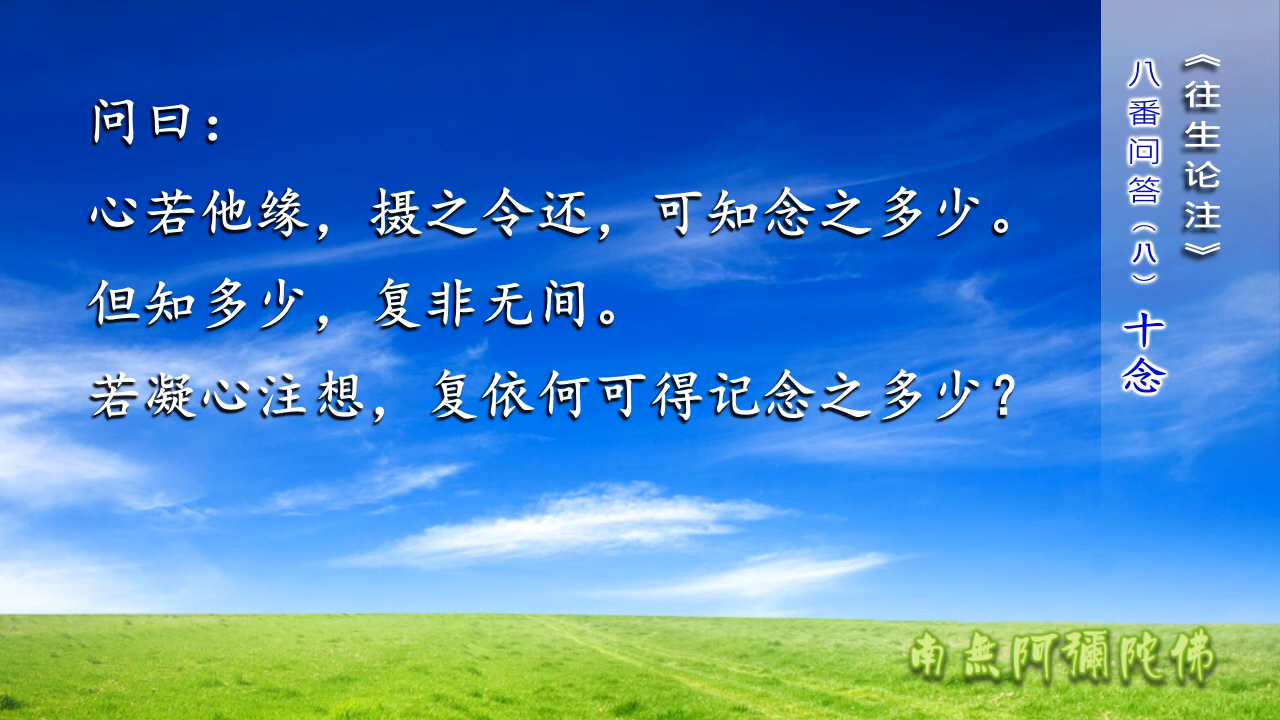 问曰：
心若他缘，摄之令还，可知念之多少。
但知多少，复非无间。
若凝心注想，复依何可得记念之多少？
《往生论注》
八番问答（八）十念
南無阿彌陀佛